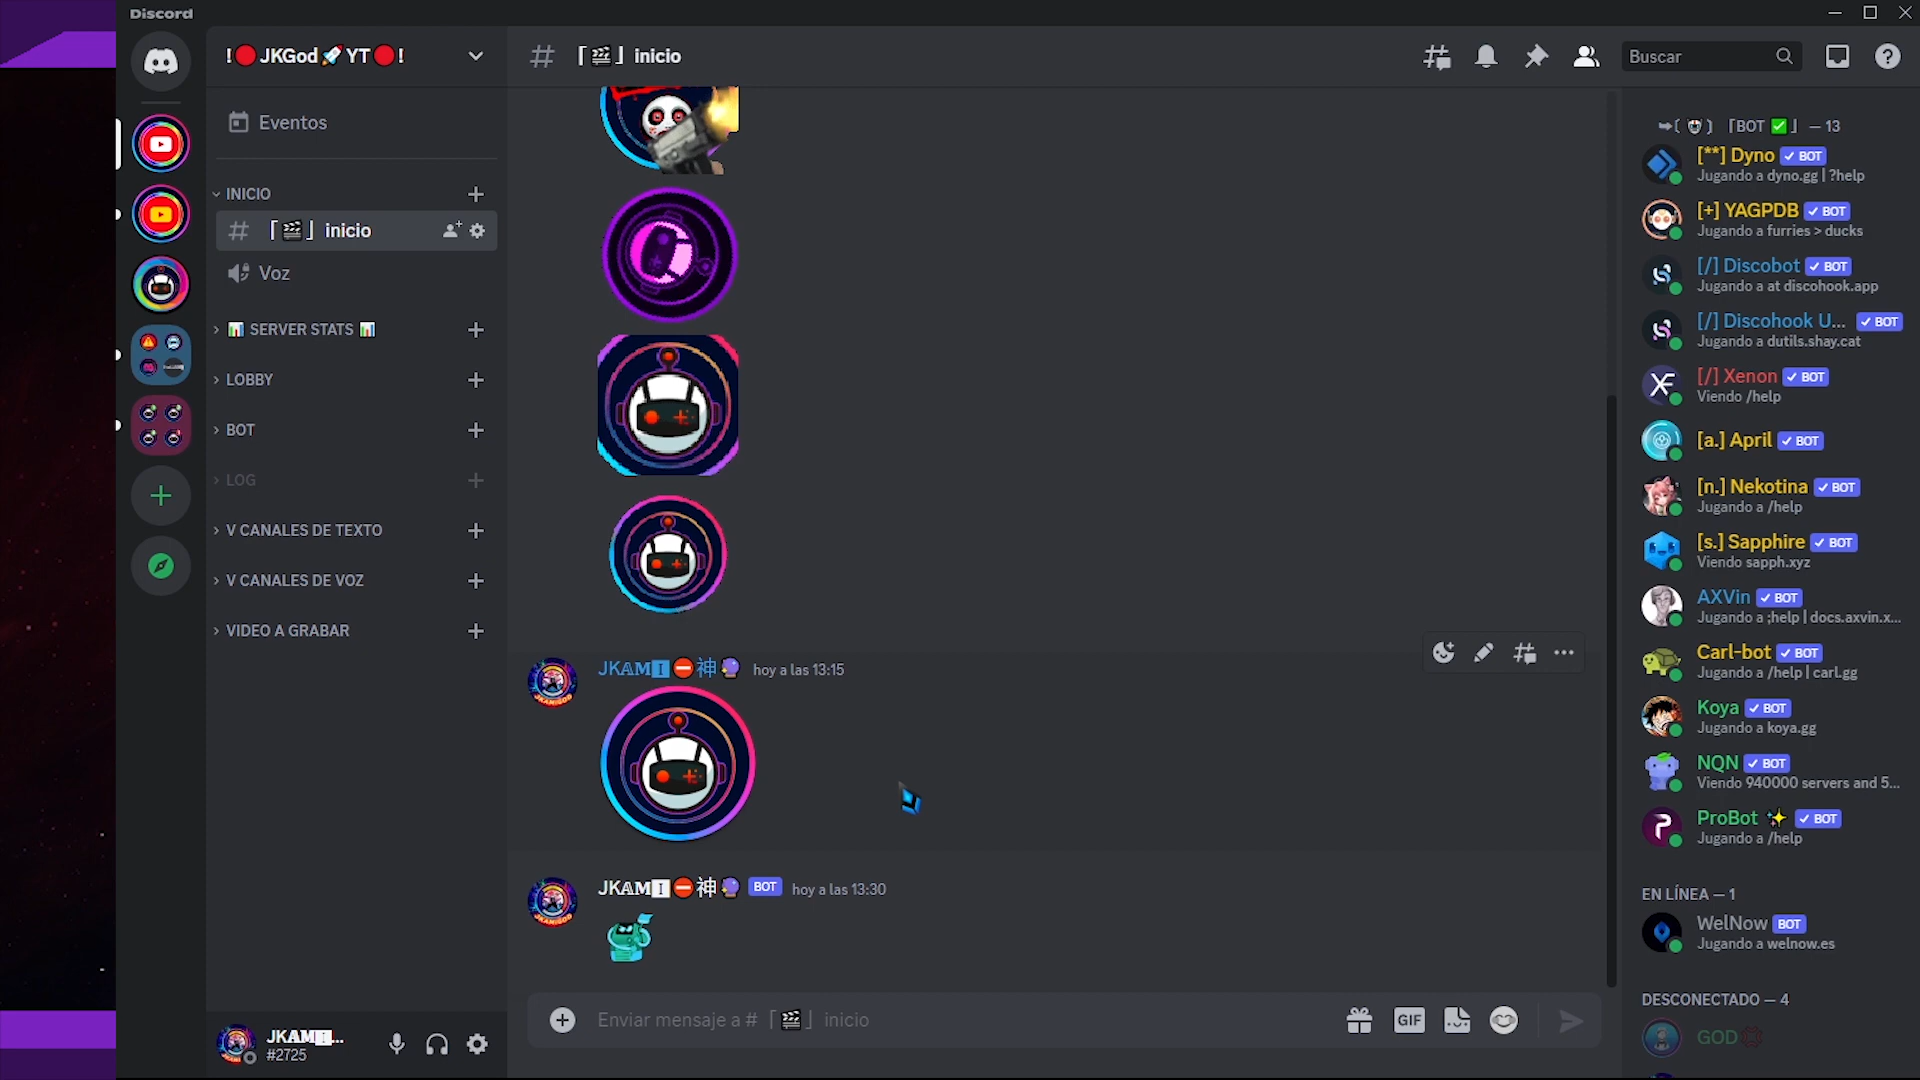 Discord
!🔴JKGod🚀YT🔴!
Eventos
INICIO
「🎬」 inicio
Voz
📊 SERVER STATS 📊
LOBBY
BOT
LOG
V CANALES DE TEXTO
V CANALES DE VOZ
VIDEO A GRABAR
JK𝔸𝐌🅸...
#2725
「🎬」 inicio
JK𝔸𝐌🅸⛔神🔮 hoy a las 13:15
JK𝔸𝐌🅸⛔神🔮 BOT hoy a las 13:30
Enviar mensaje a # 「🎬」 inicio
GIF
Buscar
「BOT ✅」 — 13
[**] Dyno ✓ BOT
Jugando a dyno.gg | ?help
[+] YAGPDB ✓ BOT
Jugando a furries > ducks
[/] Discobot ✓ BOT
Jugando a at discohook.app
[/] Discohook U... ✓ BOT
Jugando a dutils.shay.cat
[/] Xenon ✓ BOT
Viendo /help
[a.] April ✓ BOT
[n.] Nekotina ✓ BOT
Jugando a /help
[s.] Sapphire ✓ BOT
Viendo sapph.xyz
AXVin ✓ BOT
Jugando a ;help | docs.axvin.x...
Carl-bot ✓ BOT
Jugando a /help | carl.gg
Koya ✓ BOT
Jugando a koya.gg
NQN ✓ BOT
Viendo 940000 servers and 5...
ProBot ✨ ✓ BOT
Jugando a /help
EN LÍNEA — 1
WelNow BOT
Jugando a welnow.es
DESCONECTADO — 4
GOD